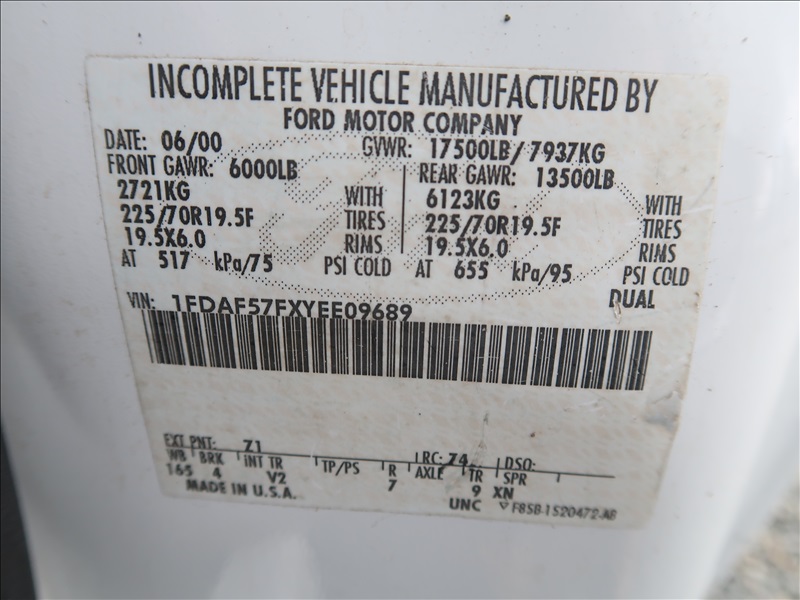 INCOMPLETE VEHICLE MANUFACTURED BY
FORD MOTOR COMPANY
DATE: 06/00 GVWR: 17500LB/ 7937KG
FRONT GAWR: 6000LB REAR GAWR: 13500LB
2721KG WITH 6123KG WITH
225/70R19.5F TIRES 225/70R19.5F TIRES
19.5X6.0 RIMS 19.5X6.0 RIMS
AT 517 kPa/75 PSI COLD AT 655 kPa/95 PSI COLD
DUAL
VIN: 1FDAF57FXYEE09689
EXT PNT: Z1 RC: 74 DSO:
WB BRK INT TR TP/PS R AXLE TR SPR
165 4 V2 7 9 XN
MADE IN U.S.A. UNC F85B-1520472-AB